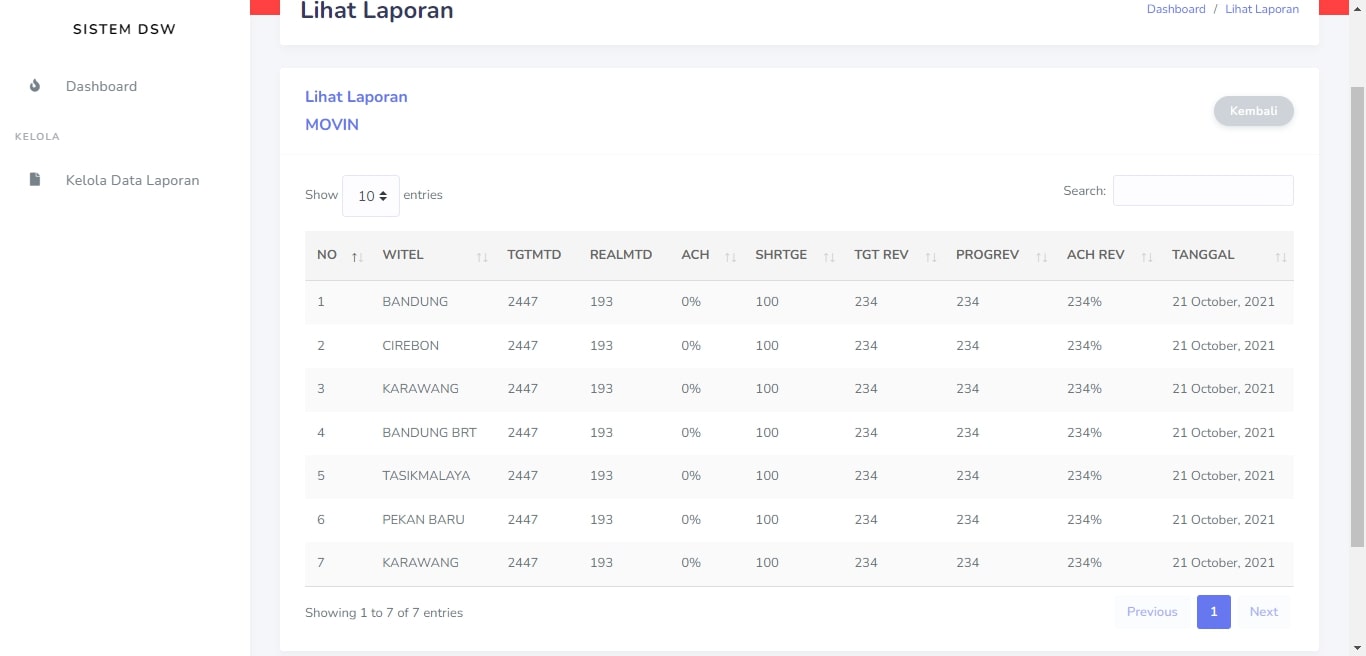 SISTEM DSW
Dashboard
KELOLA
Kelola Data Laporan
Lihat Laporan
Dashboard / Lihat Laporan
Lihat Laporan
MOVIN
Kembali
Show 10 entries
Search:
NO WITEL TGTMTD REALMTD ACH SHRTGE TGT REV PROGREV ACH REV TANGGAL
1 BANDUNG 2447 193 0% 100 234 234 234% 21 October, 2021
2 CIREBON 2447 193 0% 100 234 234 234% 21 October, 2021
3 KARAWANG 2447 193 0% 100 234 234 234% 21 October, 2021
4 BANDUNG BRT 2447 193 0% 100 234 234 234% 21 October, 2021
5 TASIKMALAYA 2447 193 0% 100 234 234 234% 21 October, 2021
6 PEKAN BARU 2447 193 0% 100 234 234 234% 21 October, 2021
7 KARAWANG 2447 193 0% 100 234 234 234% 21 October, 2021
Showing 1 to 7 of 7 entries
Previous 1 Next